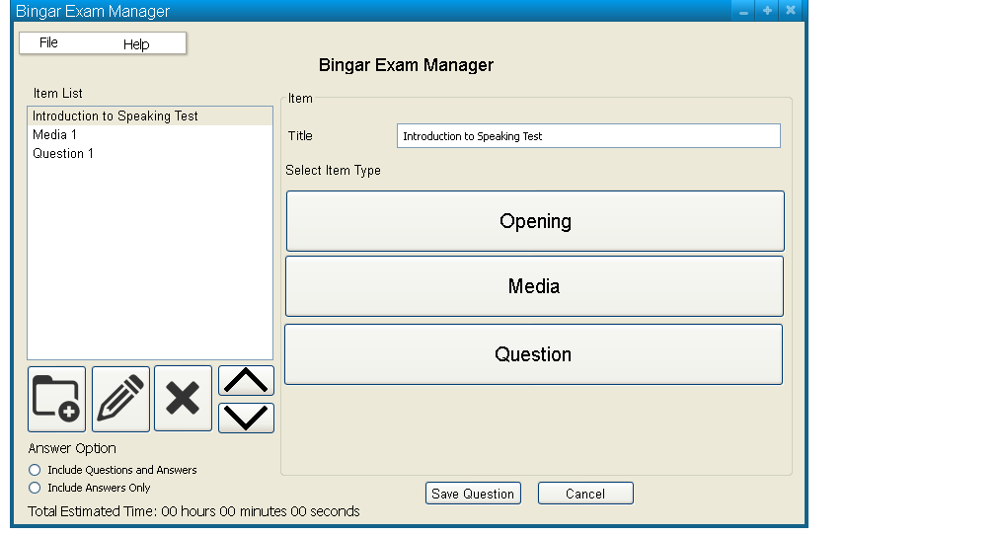 Bingar Exam Manager
File Help
Bingar Exam Manager
Item List
Introduction to Speaking Test
Media 1
Question 1
Item
Title Introduction to Speaking Test
Select Item Type
Opening
Media
Question
Answer Option
Include Questions and Answers
Include Answers Only
Total Estimated Time: 00 hours 00 minutes 00 seconds
Save Question Cancel